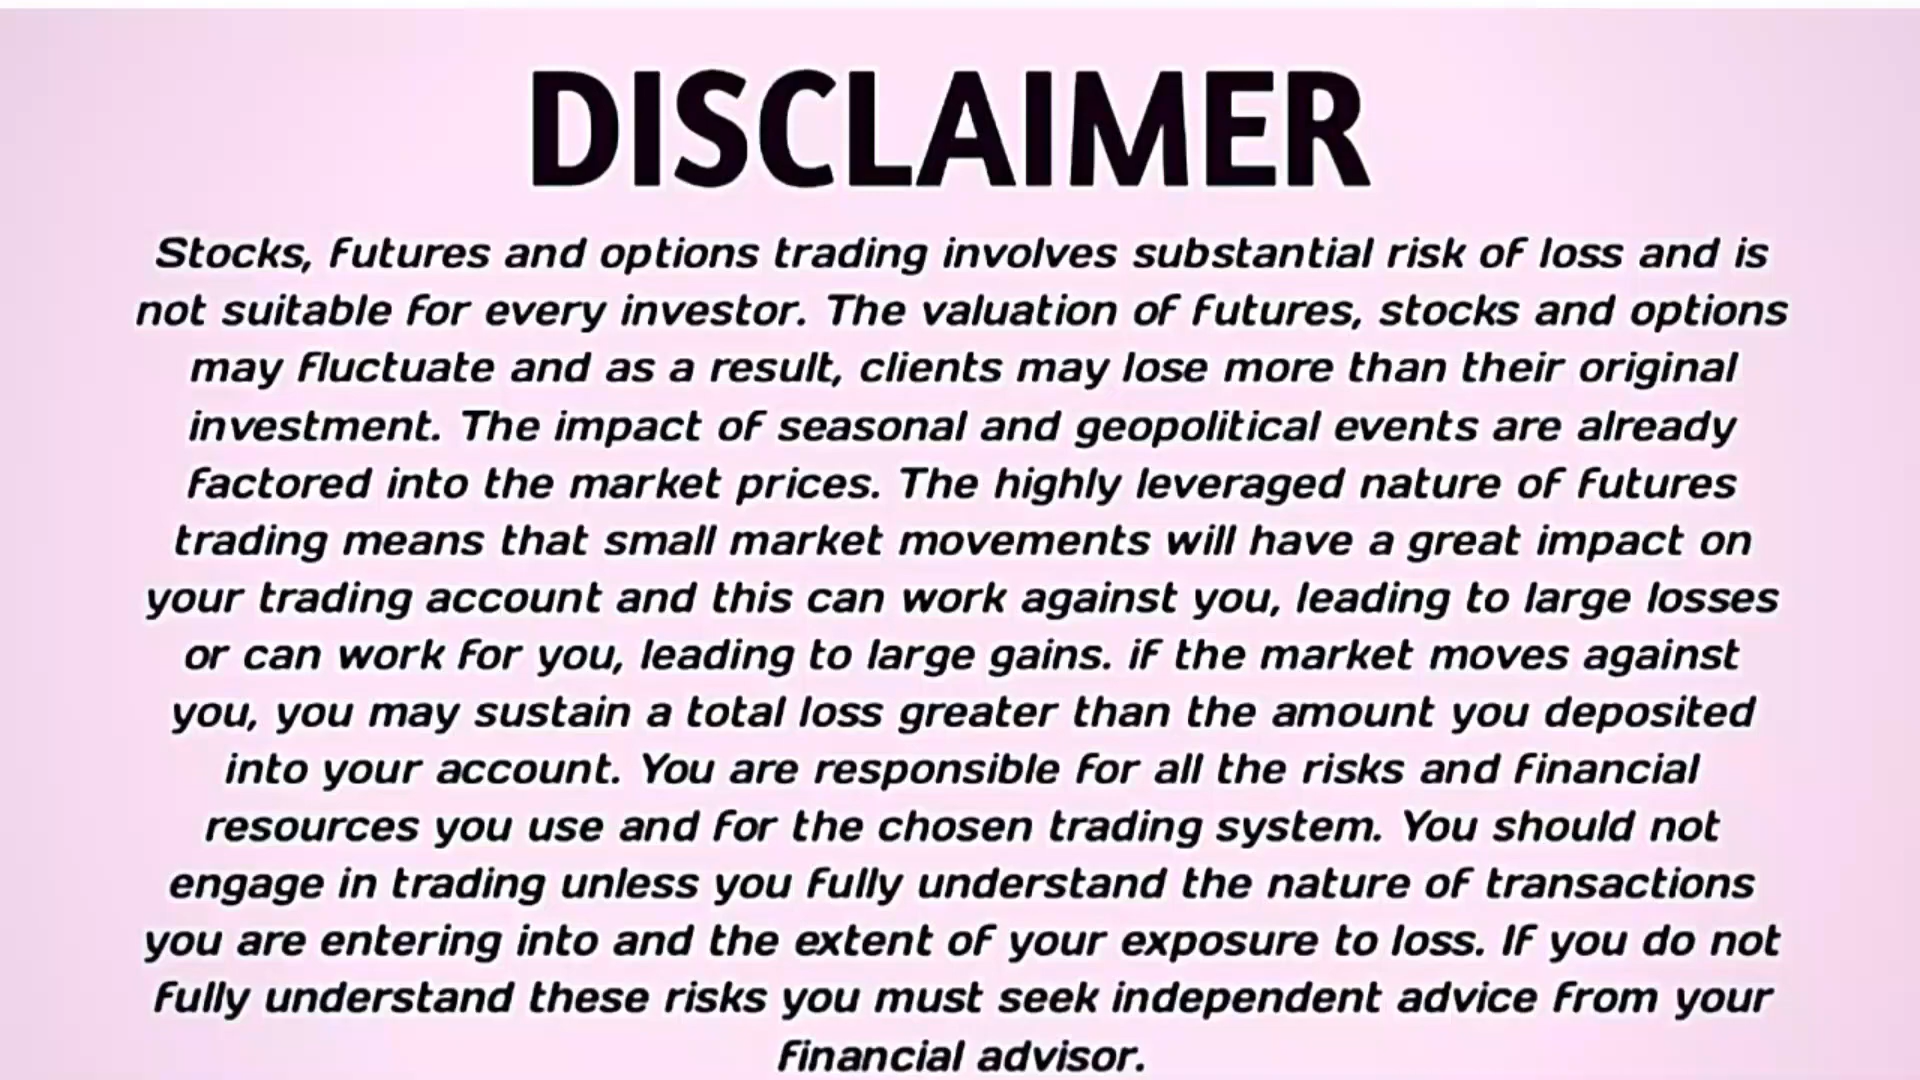 DISCLAIMER
Stocks, futures and options trading involves substantial risk of loss and is
not suitable for every investor. The valuation of futures, stocks and options
may fluctuate and as a result, clients may lose more than their original
investment. The impact of seasonal and geopolitical events are already
factored into the market prices. The highly leveraged nature of futures
trading means that small market movements will have a great impact on
your trading account and this can work against you, leading to large losses
or can work for you, leading to large gains. if the market moves against
you, you may sustain a total loss greater than the amount you deposited
into your account. You are responsible for all the risks and financial
resources you use and for the chosen trading system. You should not
engage in trading unless you fully understand the nature of transactions
you are entering into and the extent of your exposure to loss. If you do not
fully understand these risks you must seek independent advice from your
financial advisor.